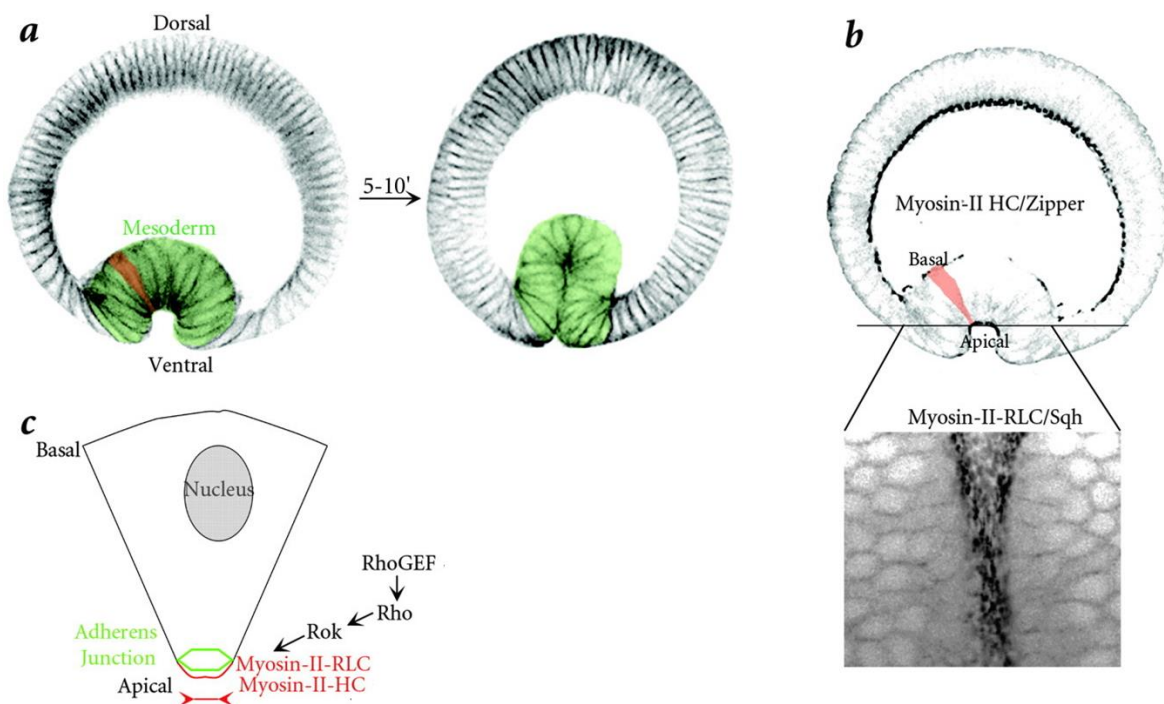 a
Dorsal
5-10'
Mesoderm
Ventral
b
Myosin-II HC/Zipper
Basal
Apical
Myosin-II-RLC/Sqh
c
Basal
Nucleus
RhoGEF
Rho
Rok
Adherens
Junction
Myosin-II-RLC
Apical
Myosin-II-HC